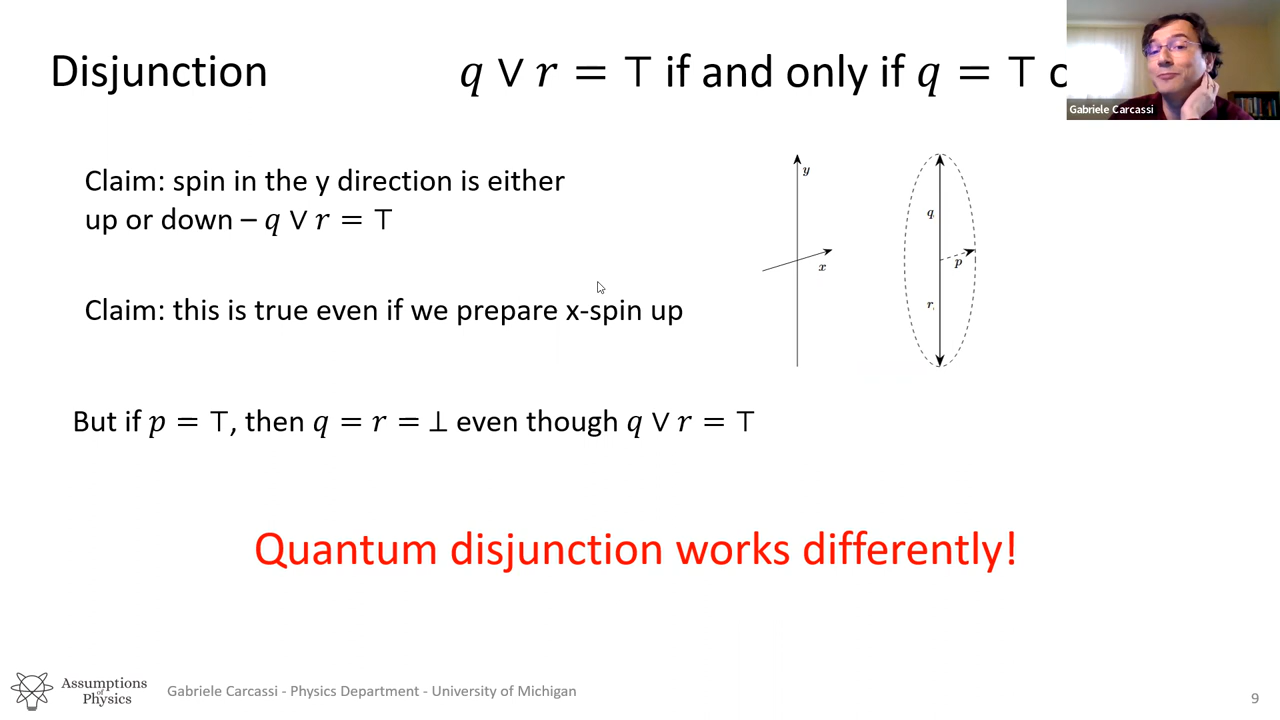 Disjunction
q ∨ r = ⊤ if and only if q = ⊤
Gabriele Carcassi
Claim: spin in the y direction is either
up or down – q ∨ r = ⊤
y
x
q
p
r
Claim: this is true even if we prepare x-spin up
But if p = ⊤, then q = r = ⊥ even though q ∨ r = ⊤
Quantum disjunction works differently!
Assumptions
of
Physics
Gabriele Carcassi - Physics Department - University of Michigan
9